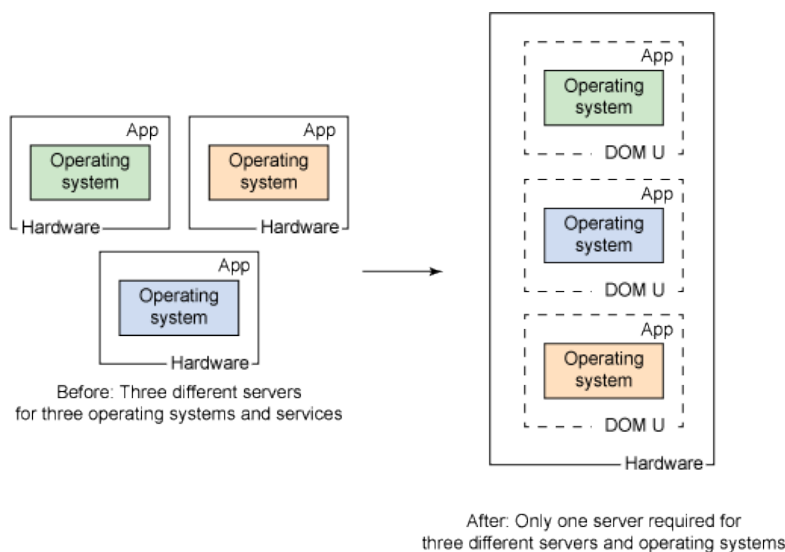 App
Operating
system
Hardware
App
Operating
system
Hardware
App
Operating
system
Hardware
Before: Three different servers
for three operating systems and services
App
Operating
system
DOM U
App
Operating
system
DOM U
App
Operating
system
DOM U
Hardware
After: Only one server required for
three different servers and operating systems